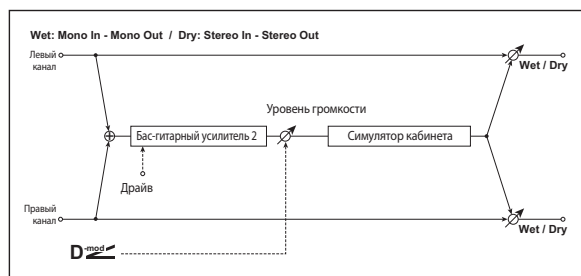 Wet: Mono In - Mono Out / Dry: Stereo In - Stereo Out
Левый
канал
Wet / Dry
Уровень громкости
Бас-гитарный усилитель 2
Симулятор кабинета
Драйв
Правый
канал
Wet / Dry
D-mod